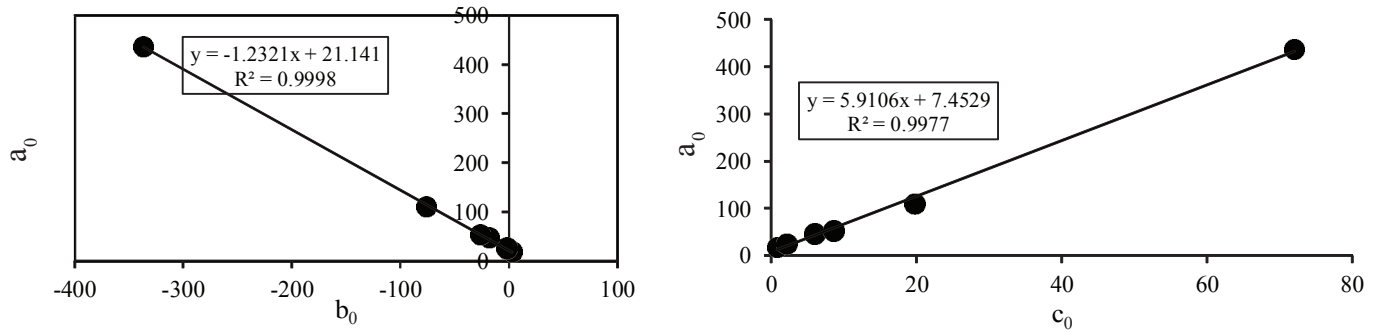 500
400
300
200
100
0
a₀
y = -1.2321x + 21.141
R² = 0.9998
-400 -300 -200 -100 0 100
b₀
500
400
300
200
100
0
a₀
y = 5.9106x + 7.4529
R² = 0.9977
0 20 40 60 80
c₀